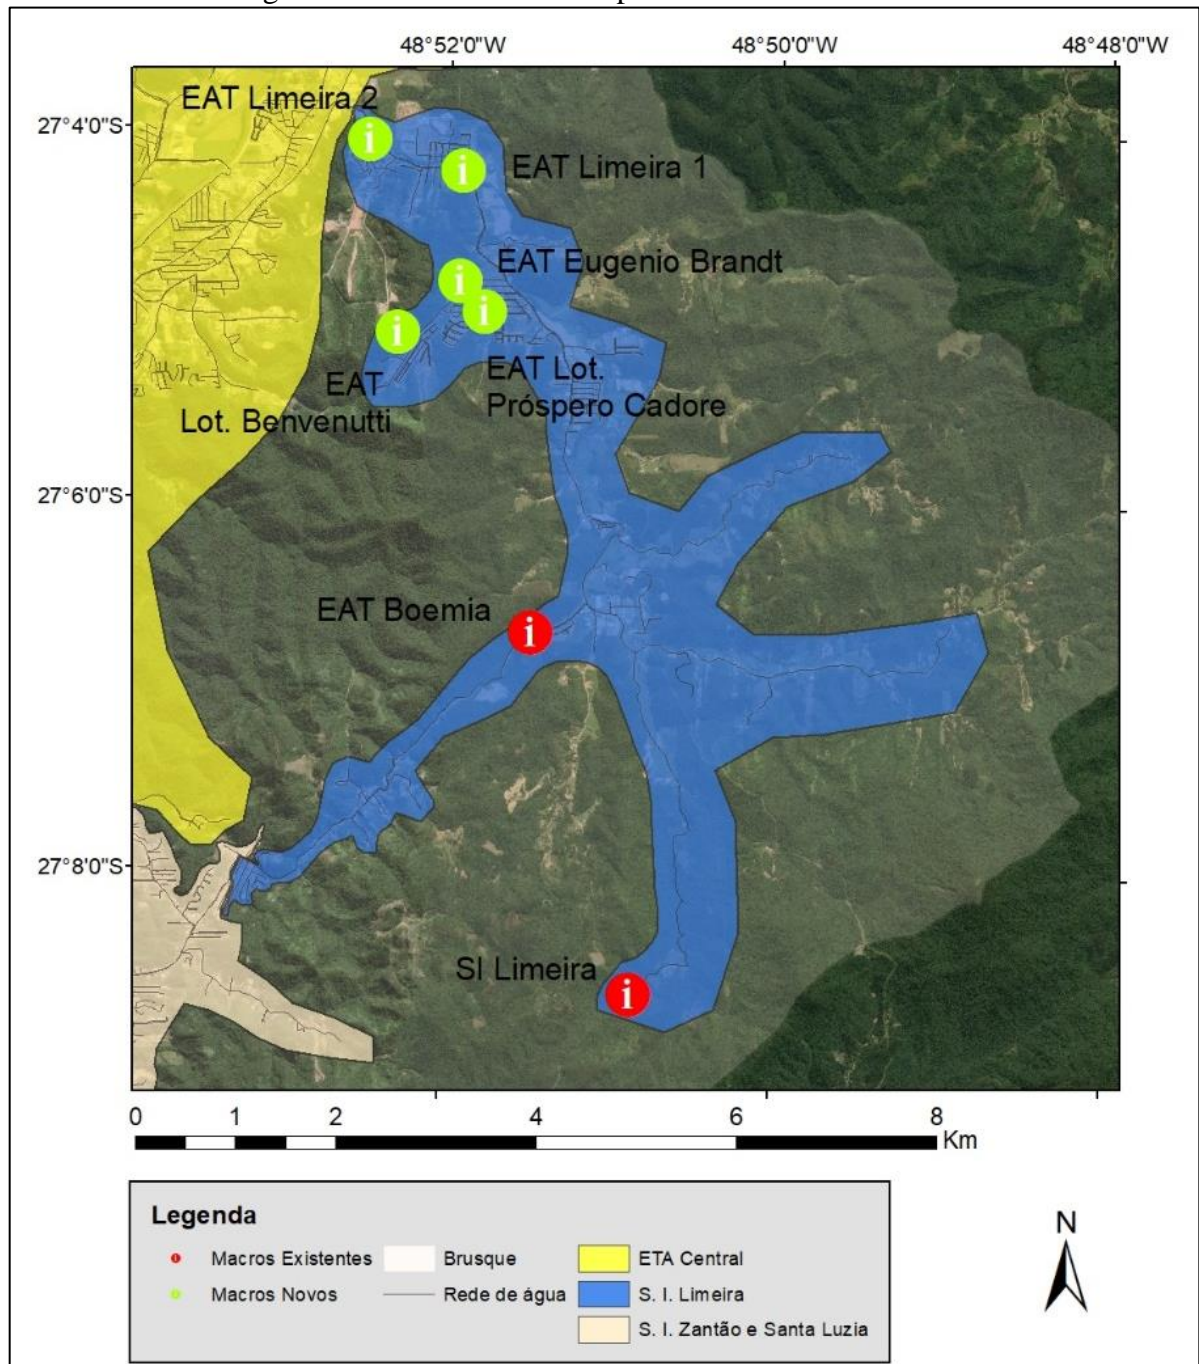 48°52'0"W 48°50'0"W 48°48'0"W
27°4'0"S
EAT Limeira 2
i
i
EAT Limeira 1
EAT Eugenio Brandt
i
i
i
EAT
Lot. Benvenutti
EAT Lot.
Próspero Cadore
27°6'0"S
EAT Boemia
i
27°8'0"S
SI Limeira
i
0 1 2 4 6 8
Km
Legenda
Macros Existentes Brusque ETA Central
Macros Novos Rede de água S. I. Limeira
S. I. Zantão e Santa Luzia
N